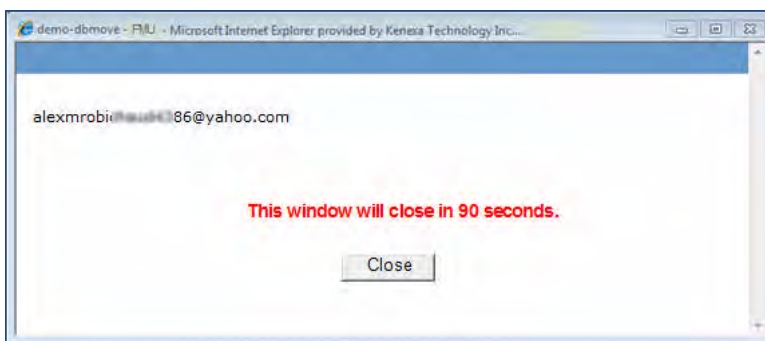 demo-dbmove - FMU - Microsoft Internet Explorer provided by Kenexa Technology Inc...
This window will close in 90 seconds.
Close